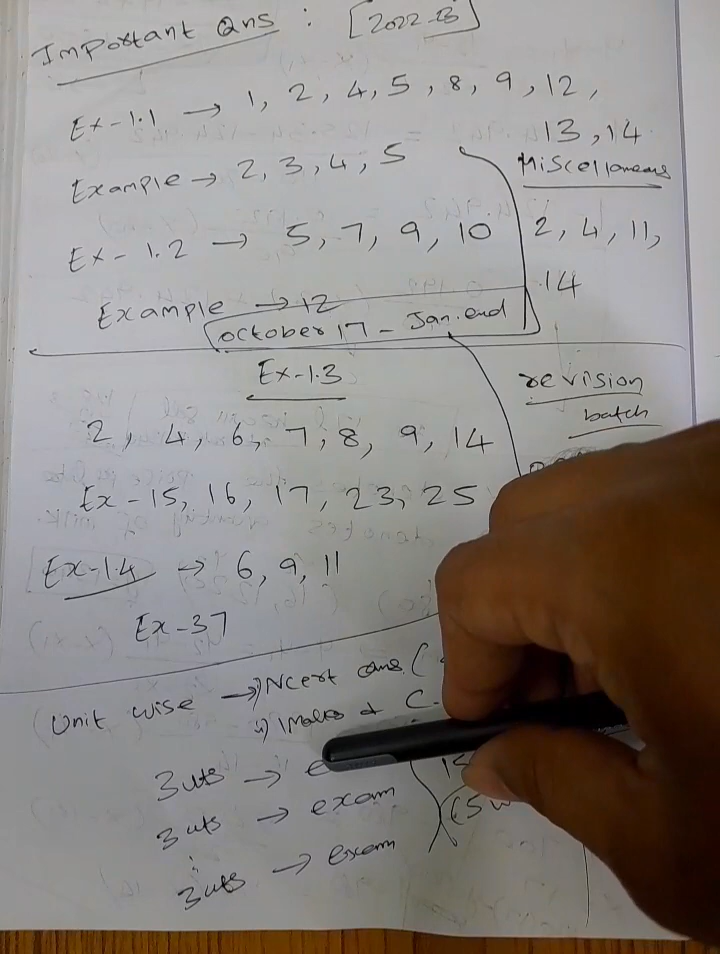 Important Qns : [2022-23]
Ex-1.1 → 1, 2, 4, 5, 8, 9, 12,
13, 14
Example → 2, 3, 4, 5
Miscellaneous
Ex-1.2 → 5, 7, 9, 10
2, 4, 11,
14
Example → 12
October 17 - Jan.end
Ex-1.3
2, 4, 6, 7, 8, 9, 14
Ex-15, 16, 17, 23, 25
revision
batch
Ex-1.4 → 6, 9, 11
Ex-37
Unit wise → i) Ncert qns (
ii) 1 Marks & C.
3 uts → e
3 uts → exam
3 uts → exam
(5